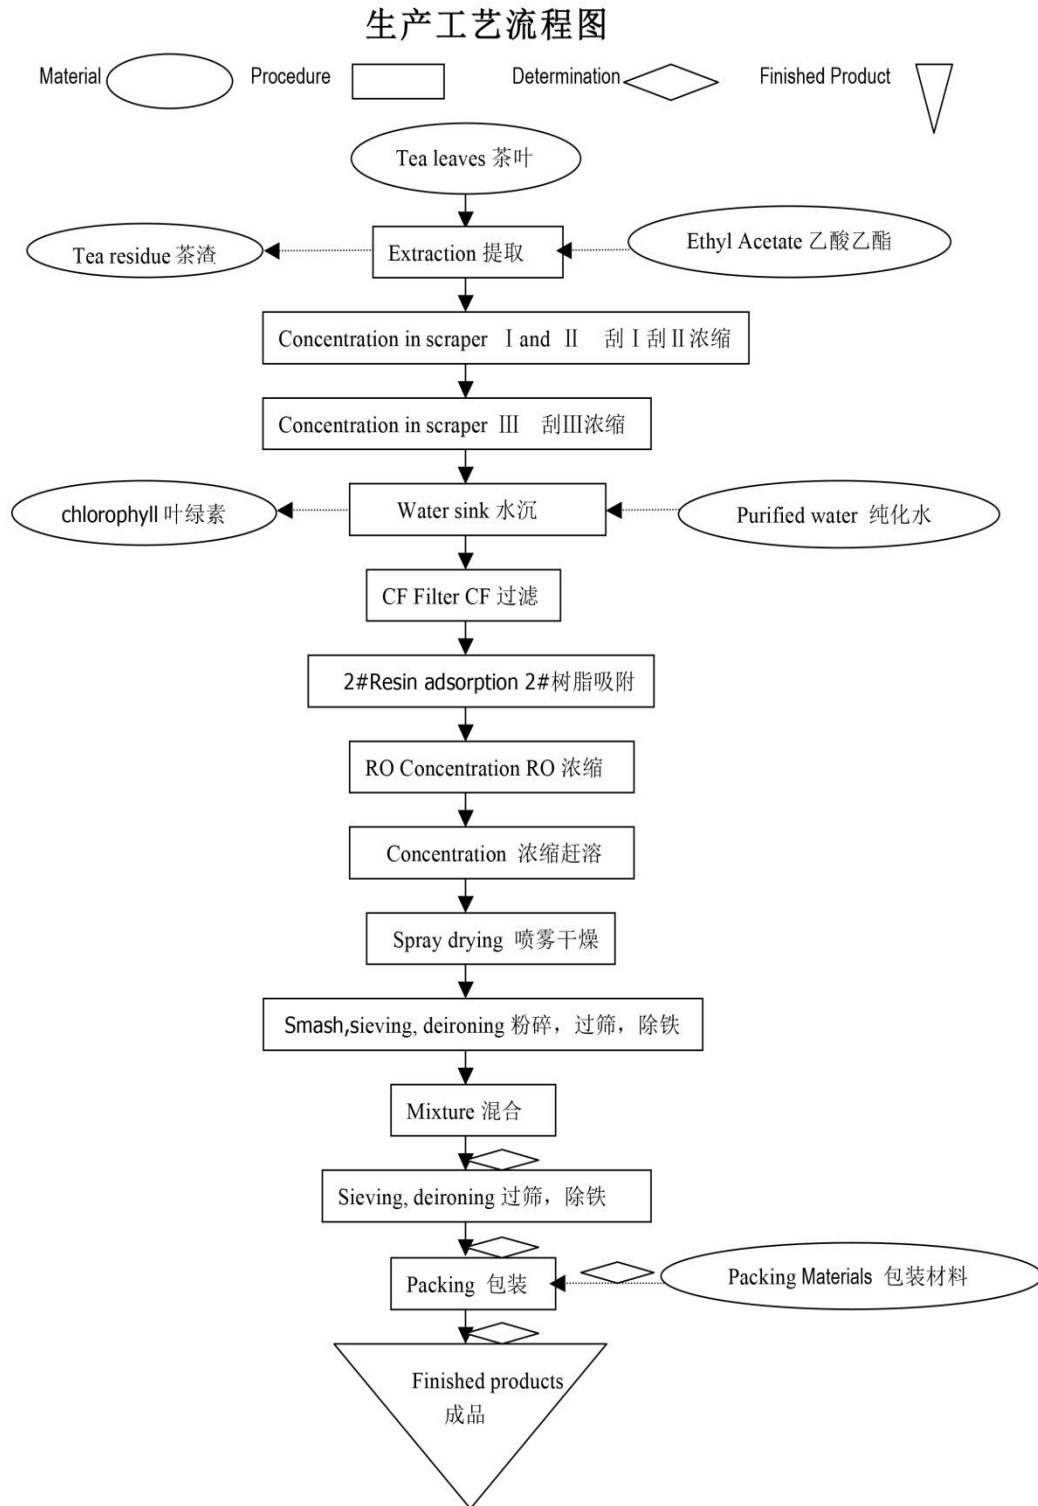 生产工艺流程图
Material Procedure Determination Finished Product
Tea leaves 茶叶
Tea residue 茶渣
Extraction 提取
Ethyl Acetate 乙酸乙酯
Concentration in scraper Ⅰ and Ⅱ 刮Ⅰ刮Ⅱ浓缩
Concentration in scraper Ⅲ 刮Ⅲ浓缩
chlorophyll 叶绿素
Water sink 水沉
Purified water 纯化水
CF Filter CF 过滤
2#Resin adsorption 2#树脂吸附
RO Concentration RO 浓缩
Concentration 浓缩赶溶
Spray drying 喷雾干燥
Smash,sieving, deironing 粉碎，过筛，除铁
Mixture 混合
Sieving, deironing 过筛，除铁
Packing 包装
Packing Materials 包装材料
Finished products
成品